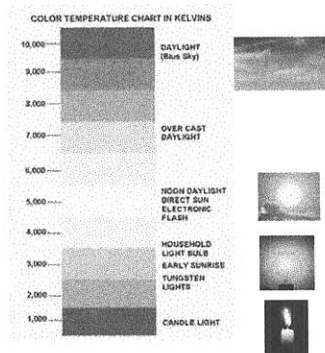 COLOR TEMPERATURE CHART IN KELVINS
10,000
DAYLIGHT
(Blue Sky)
9,000
8,000
7,000
OVER CAST
DAYLIGHT
6,000
5,000
NOON DAYLIGHT
DIRECT SUN
ELECTRONIC
FLASH
4,000
HOUSEHOLD
LIGHT BULB
3,000
EARLY SUNRISE
TUNGSTEN
LIGHTS
2,000
1,000
CANDLE LIGHT